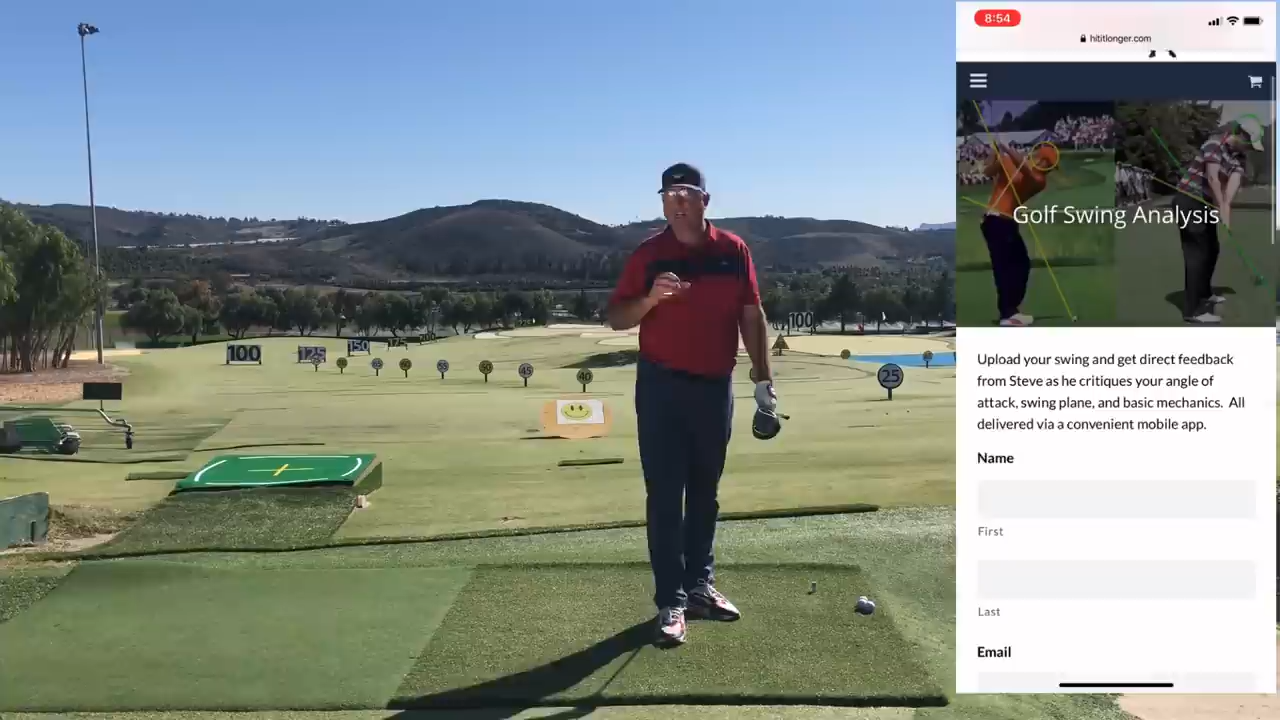 8:54
hititlonger.com
Golf Swing Analysis
Upload your swing and get direct feedback
from Steve as he critiques your angle of
attack, swing plane, and basic mechanics. All
delivered via a convenient mobile app.
Name
First
Last
Email
100
125
150
175
100
55
50
45
40
25